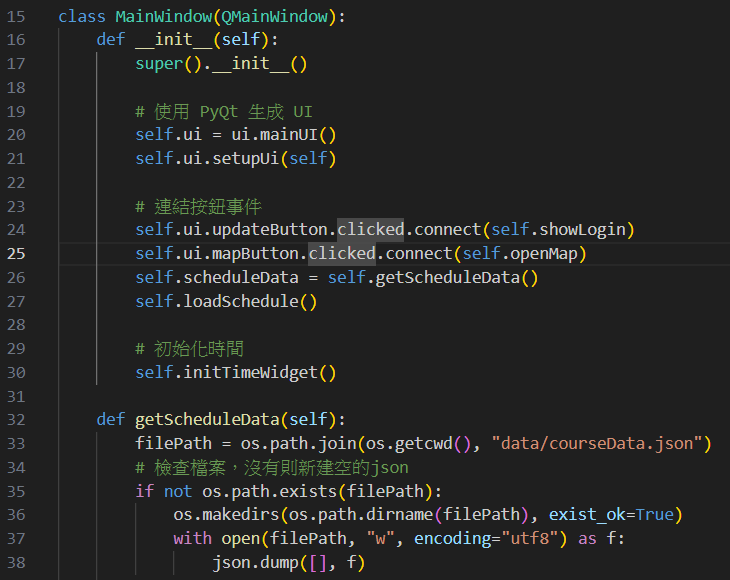 15 class MainWindow(QMainWindow):
16     def __init__(self):
17         super().__init__()
18
19         # 使用 PyQt 生成 UI
20         self.ui = ui.mainUI()
21         self.ui.setupUi(self)
22
23         # 連結按鈕事件
24         self.ui.updateButton.clicked.connect(self.showLogin)
25         self.ui.mapButton.clicked.connect(self.openMap)
26         self.scheduleData = self.getScheduleData()
27         self.loadSchedule()
28
29         # 初始化時間
30         self.initTimeWidget()
31
32     def getScheduleData(self):
33         filePath = os.path.join(os.getcwd(), "data/courseData.json")
34         # 檢查檔案，沒有則新建空的json
35         if not os.path.exists(filePath):
36             os.makedirs(os.path.dirname(filePath), exist_ok=True)
37             with open(filePath, "w", encoding="utf8") as f:
38                 json.dump([], f)